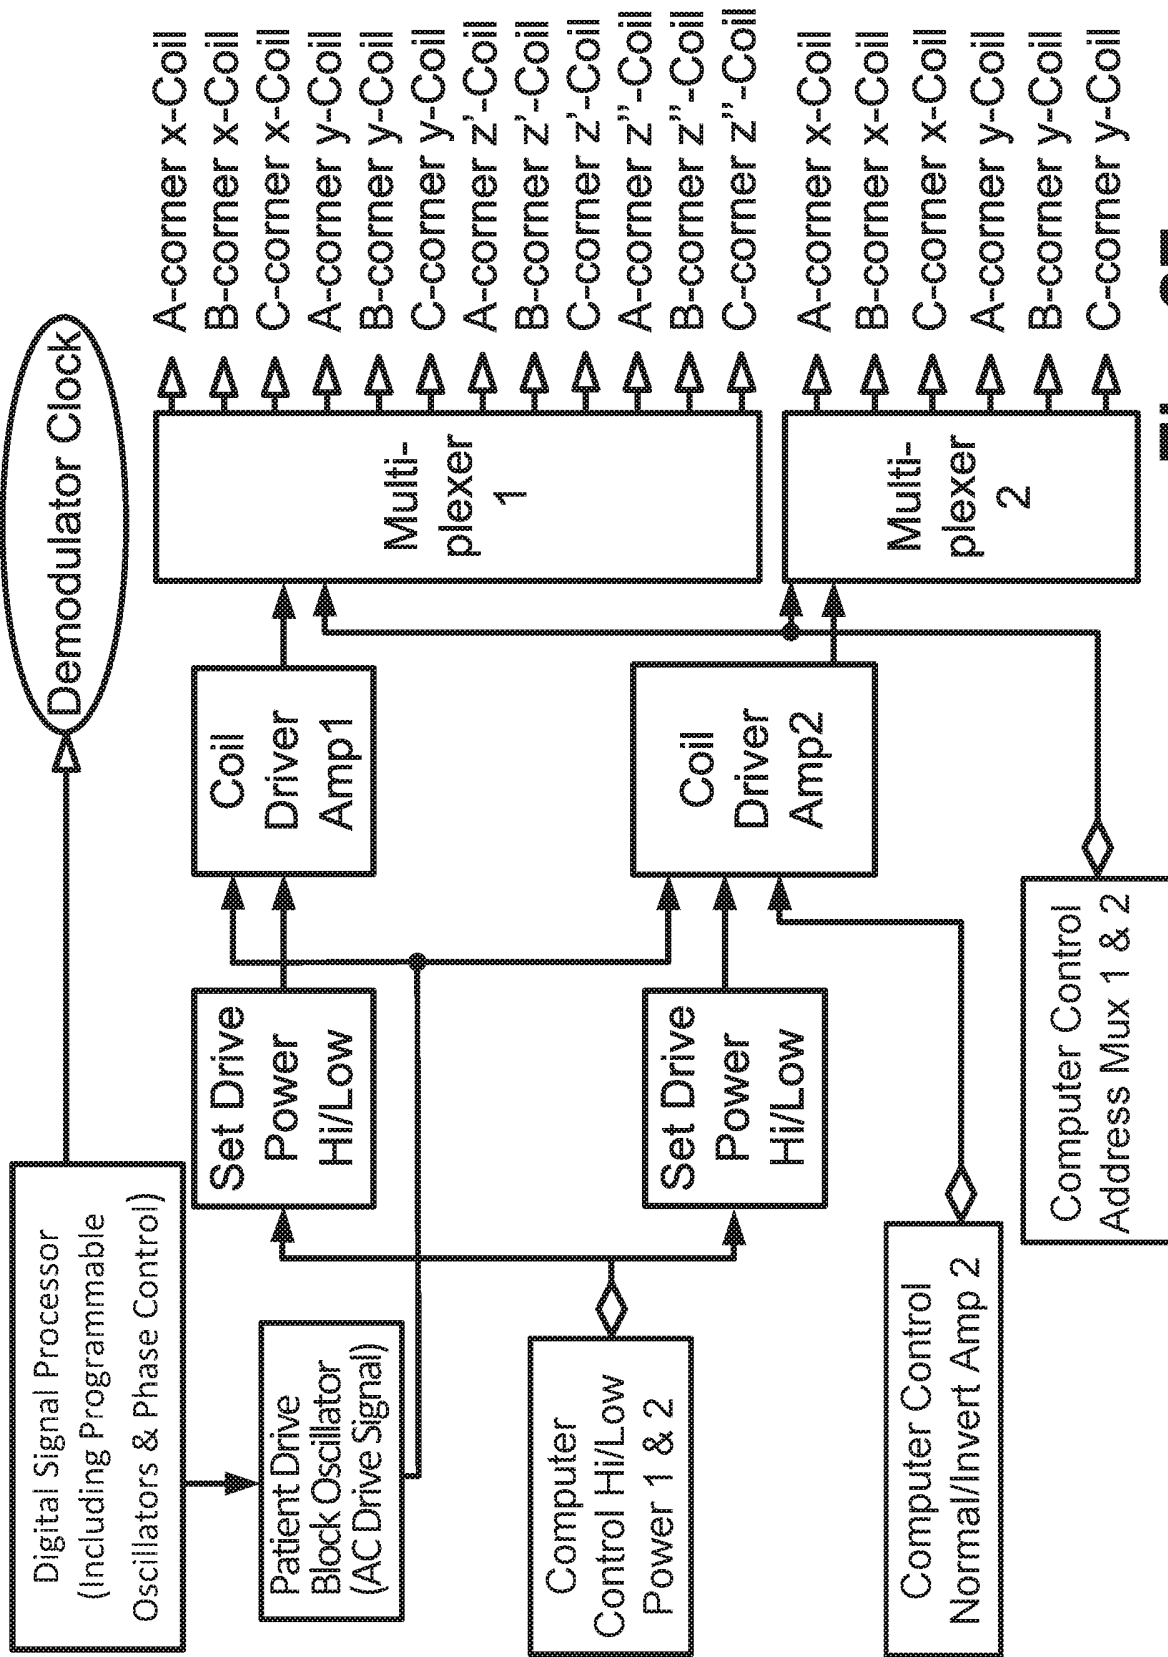 Digital Signal Processor
(Including Programmable
Oscillators & Phase Control)
Demodulator Clock
Patient Drive
Block Oscillator
(AC Drive Signal)
Set Drive
Power
Hi/Low
Coil
Driver
Amp1
Multi-
plexer
1
A-corner x-Coil
B-corner x-Coil
C-corner x-Coil
A-corner y-Coil
B-corner y-Coil
C-corner y-Coil
A-corner z'-Coil
B-corner z'-Coil
C-corner z'-Coil
A-corner z''-Coil
B-corner z''-Coil
C-corner z''-Coil
Computer
Control Hi/Low
Power 1 & 2
Set Drive
Power
Hi/Low
Coil
Driver
Amp2
Multi-
plexer
2
A-corner x-Coil
B-corner x-Coil
C-corner x-Coil
A-corner y-Coil
B-corner y-Coil
C-corner y-Coil
Computer Control
Normal/Invert Amp 2
Computer Control
Address Mux 1 & 2